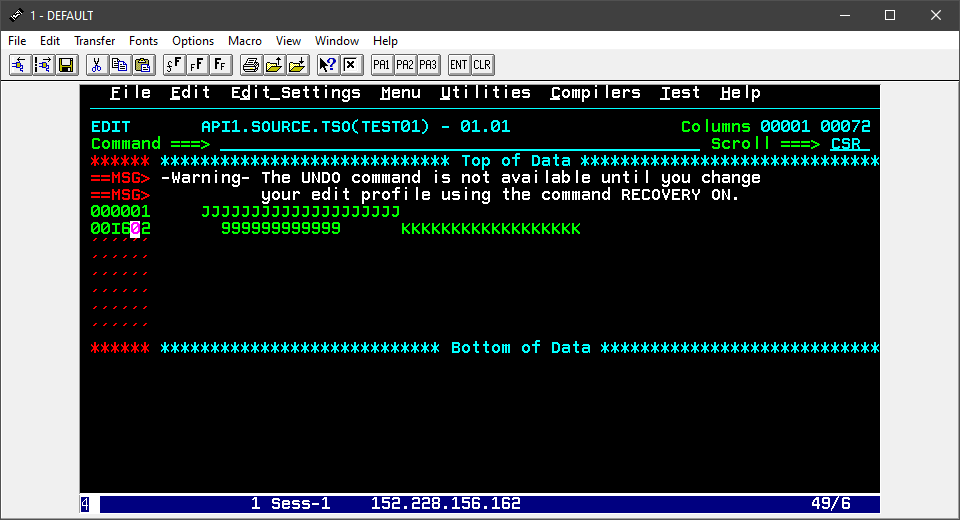 1 - DEFAULT
File Edit Transfer Fonts Options Macro View Window Help
PA1 PA2 PA3 ENT CLR
File Edit Edit_Settings Menu Utilities Compilers Test Help
EDIT API1.SOURCE.TSO(TEST01) - 01.01 Columns 00001 00072
Command ===> Scroll ===> CSR
****** ***************************** Top of Data ******************************
==MSG> -Warning- The UNDO command is not available until you change
==MSG> your edit profile using the command RECOVERY ON.
000001 JJJJJJJJJJJJJJJJJJJJ
00I602 999999999999 KKKKKKKKKKKKKKKKKK
''''''
''''''
''''''
''''''
''''''
''''''
****** **************************** Bottom of Data ****************************
4 1 Sess-1 152.228.156.162 49/6